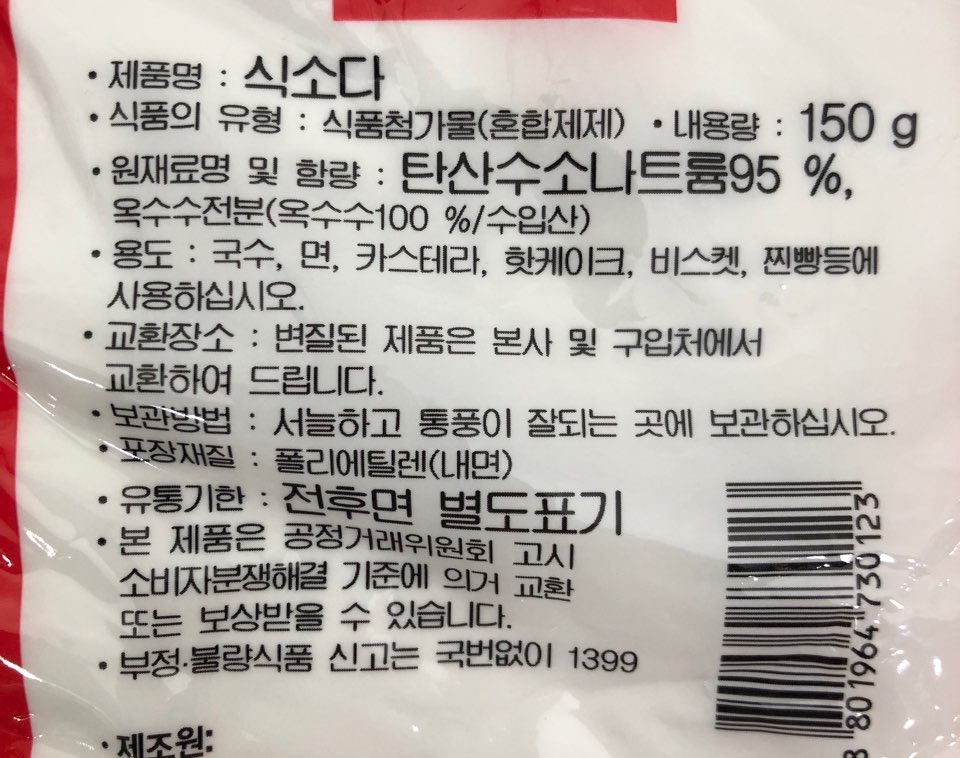 · 제품명 : 식소다
· 식품의 유형 : 식품첨가물(혼합제제) · 내용량 : 150 g
· 원재료명 및 함량 : 탄산수소나트륨95 %,
옥수수전분(옥수수100 %/수입산)
· 용도 : 국수, 면, 카스테라, 핫케이크, 비스켓, 찐빵등에
사용하십시오.
· 교환장소 : 변질된 제품은 본사 및 구입처에서
교환하여 드립니다.
· 보관방법 : 서늘하고 통풍이 잘되는 곳에 보관하십시오.
· 포장재질 : 폴리에틸렌(내면)
· 유통기한 : 전후면 별도표기
· 본 제품은 공정거래위원회 고시
소비자분쟁해결 기준에 의거 교환
또는 보상받을 수 있습니다.
· 부정·불량식품 신고는 국번없이 1399
· 제조원:
8 801964 730123